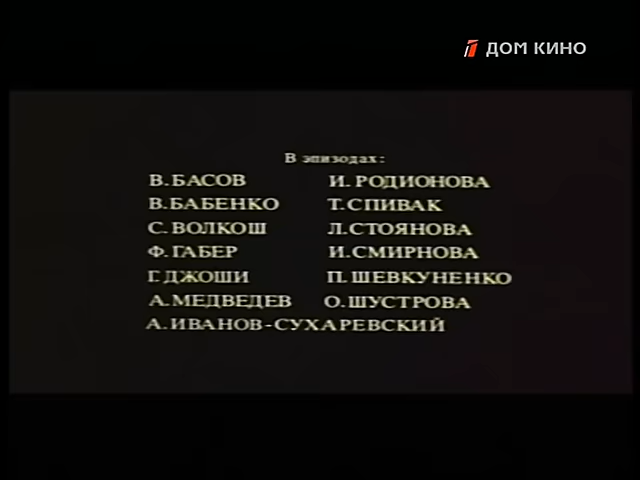 ДОМ КИНО
В эпизодах:
В. БАСОВ И. РОДИОНОВА
В. БАБЕНКО Т. СПИВАК
С. ВОЛКОШ Л. СТОЯНОВА
Ф. ГАБЕР И. СМИРНОВА
Г. ДЖОШИ П. ШЕВКУНЕНКО
А. МЕДВЕДЕВ О. ШУСТРОВА
А. ИВАНОВ-СУХАРЕВСКИЙ